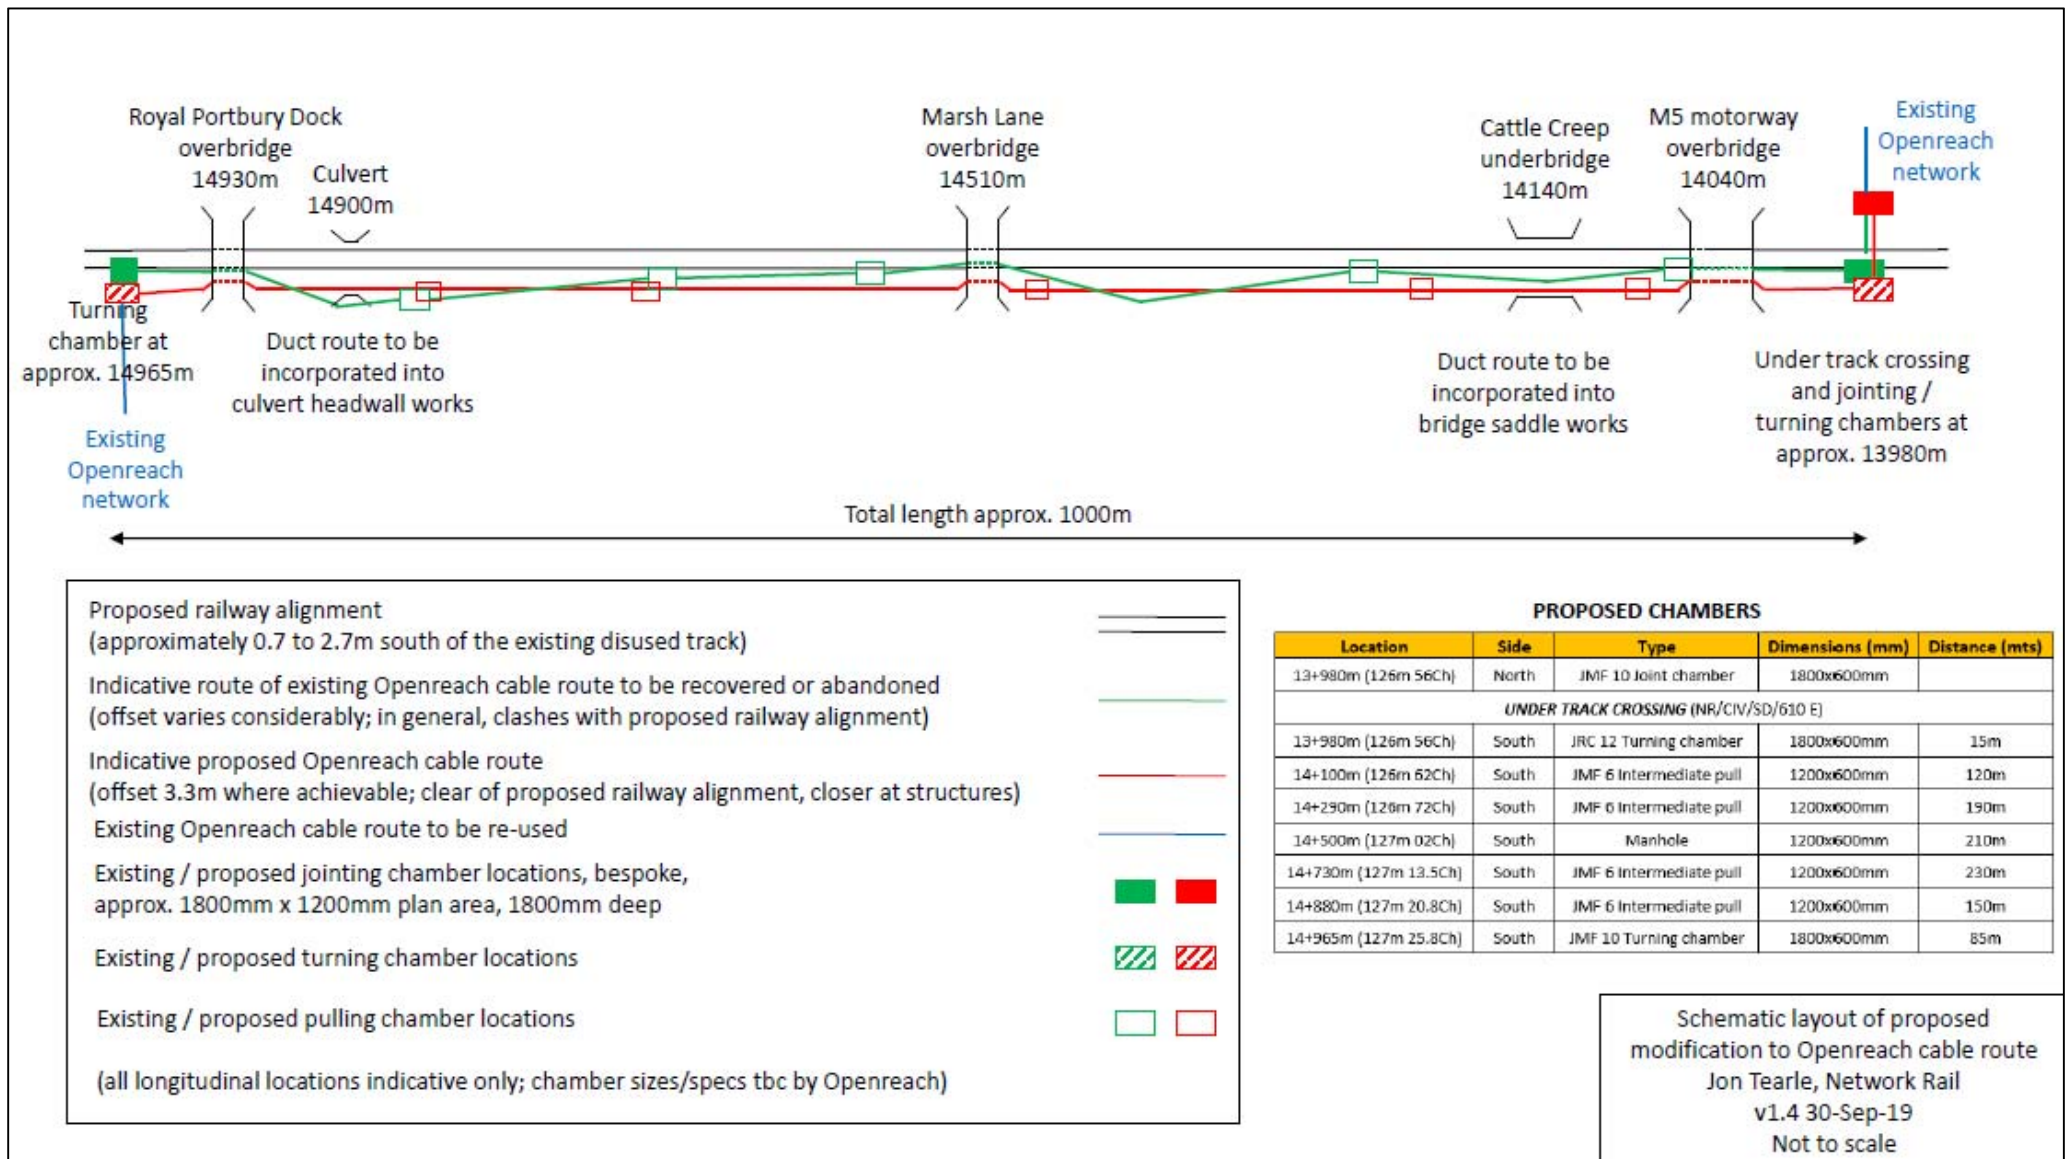 Royal Portbury Dock
overbridge
14930m
Culvert
14900m
Marsh Lane
overbridge
14510m
Cattle Creep
underbridge
14140m
M5 motorway
overbridge
14040m
Existing
Openreach
network
Turning
chamber at
approx. 14965m
Existing
Openreach
network
Duct route to be
incorporated into
culvert headwall works
Duct route to be
incorporated into
bridge saddle works
Under track crossing
and jointing /
turning chambers at
approx. 13980m
Total length approx. 1000m
Proposed railway alignment
(approximately 0.7 to 2.7m south of the existing disused track)
Indicative route of existing Openreach cable route to be recovered or abandoned
(offset varies considerably; in general, clashes with proposed railway alignment)
Indicative proposed Openreach cable route
(offset 3.3m where achievable; clear of proposed railway alignment, closer at structures)
Existing Openreach cable route to be re-used
Existing / proposed jointing chamber locations, bespoke,
approx. 1800mm x 1200mm plan area, 1800mm deep
Existing / proposed turning chamber locations
Existing / proposed pulling chamber locations
(all longitudinal locations indicative only; chamber sizes/specs tbc by Openreach)
PROPOSED CHAMBERS
Location Side Type Dimensions (mm) Distance (mts)
13+980m (126m 56Ch) North JMF 10 Joint chamber 1800x600mm
UNDER TRACK CROSSING (NR/CIV/SD/610 E)
13+980m (126m 56Ch) South JRC 12 Turning chamber 1800x600mm 15m
14+100m (126m 62Ch) South JMF 6 Intermediate pull 1200x600mm 120m
14+290m (126m 72Ch) South JMF 6 Intermediate pull 1200x600mm 190m
14+500m (127m 02Ch) South Manhole 1200x600mm 210m
14+730m (127m 13.5Ch) South JMF 6 Intermediate pull 1200x600mm 230m
14+880m (127m 20.8Ch) South JMF 6 Intermediate pull 1200x600mm 150m
14+965m (127m 25.8Ch) South JMF 10 Turning chamber 1800x600mm 85m
Schematic layout of proposed
modification to Openreach cable route
Jon Tearle, Network Rail
v1.4 30-Sep-19
Not to scale